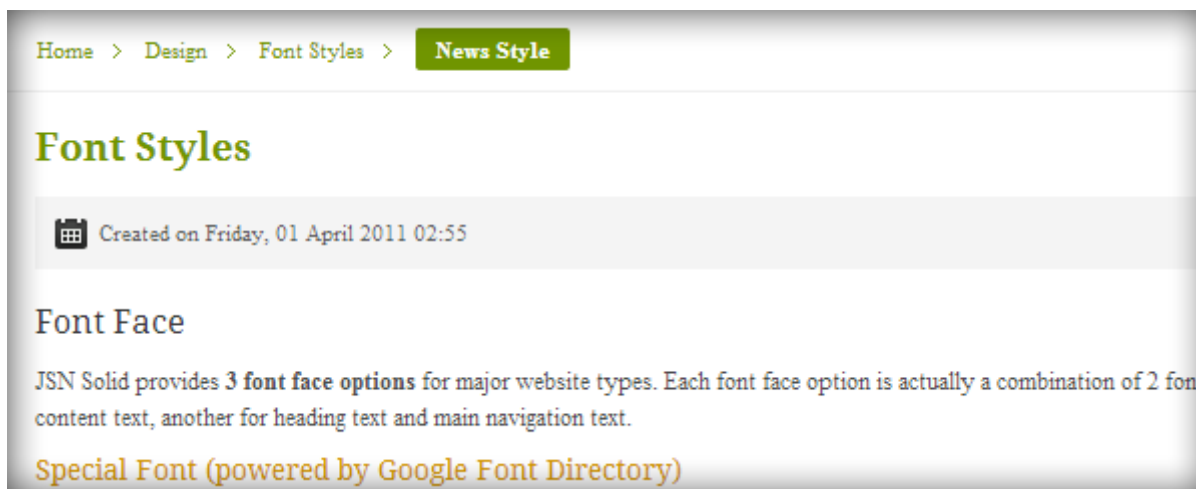 Home > Design > Font Styles > News Style
Font Styles
Created on Friday, 01 April 2011 02:55
Font Face
JSN Solid provides 3 font face options for major website types. Each font face option is actually a combination of 2
content text, another for heading text and main navigation text.
Special Font (powered by Google Font Directory)